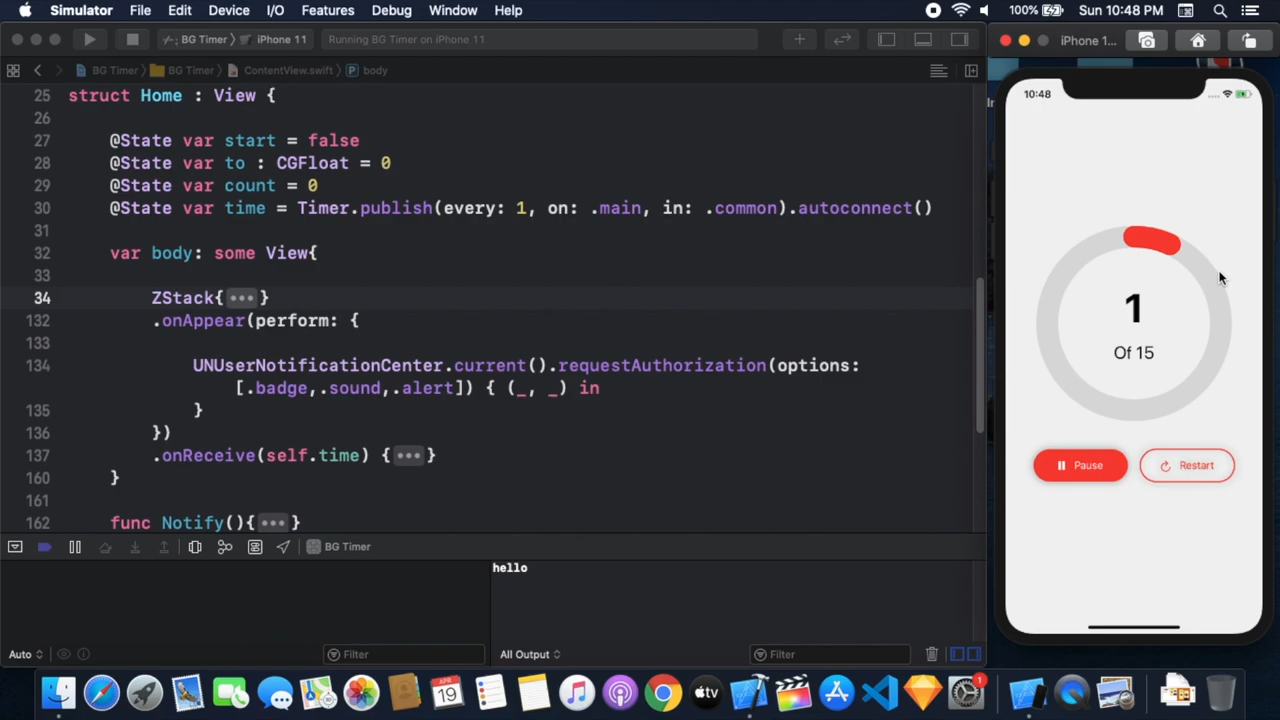 Simulator File Edit Device I/O Features Debug Window Help 100% Sun 10:48 PM
BG Timer iPhone 11 Running BG Timer on iPhone 11
iPhone 1...
BG Timer BG Timer ContentView.swift body
25 struct Home : View {
26
27 @State var start = false
28 @State var to : CGFloat = 0
29 @State var count = 0
30 @State var time = Timer.publish(every: 1, on: .main, in: .common).autoconnect()
31
32 var body: some View{
33
34 ZStack{•••}
132 .onAppear(perform: {
133
134 UNUserNotificationCenter.current().requestAuthorization(options:
[.badge,.sound,.alert]) { (_, _) in
135 }
136 })
137 .onReceive(self.time) {•••}
160 }
161
162 func Notify(){•••}
BG Timer
hello
Auto Filter All Output Filter
10:48
1
Of 15
Pause Restart
APR
19
tv
1